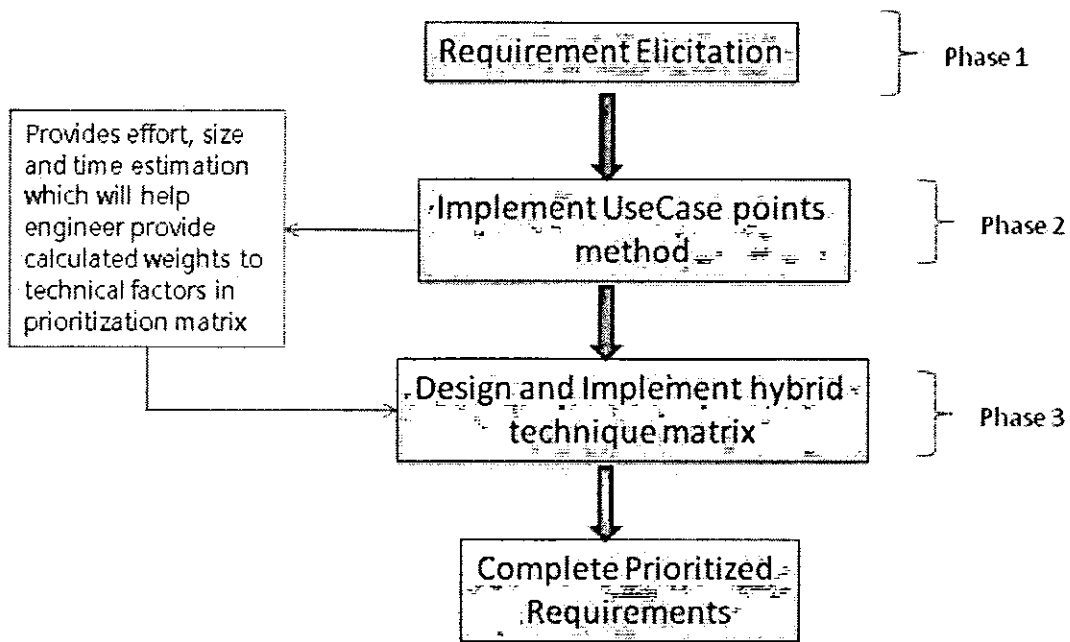 Requirement Elicitation
Phase 1
Provides effort, size
and time estimation
which will help
engineer provide
calculated weights to
technical factors in
prioritization matrix
Implement UseCase points
method
Phase 2
Design and Implement hybrid
technique matrix
Phase 3
Complete Prioritized
Requirements